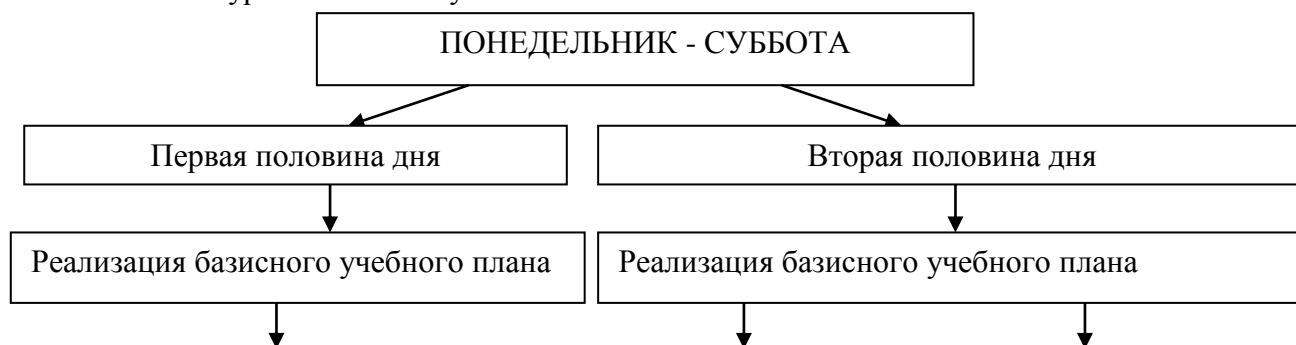 ПОНЕДЕЛЬНИК - СУББОТА
Первая половина дня
Вторая половина дня
Реализация базисного учебного плана
Реализация базисного учебного плана